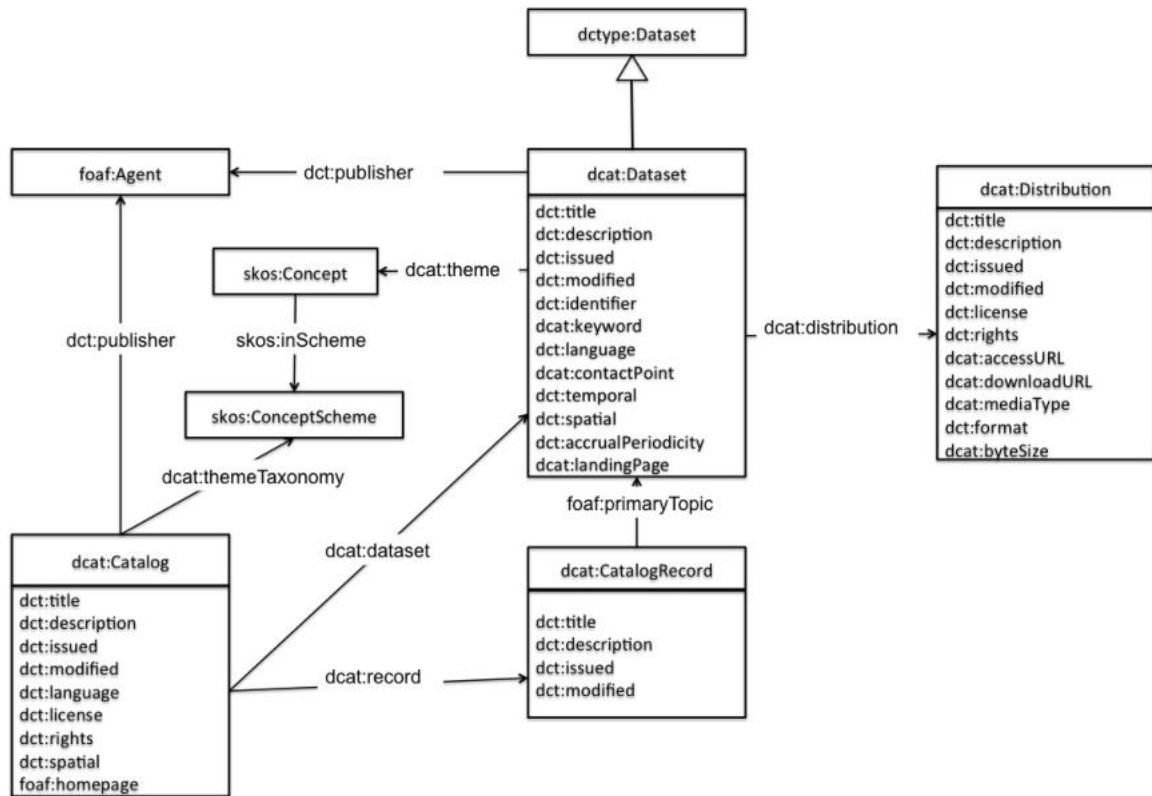 dctype:Dataset
foaf:Agent
dct:publisher
dcat:Dataset
dct:title
dct:description
dct:issued
dct:modified
dct:identifier
dcat:keyword
dct:language
dcat:contactPoint
dct:temporal
dct:spatial
dct:accrualPeriodicity
dcat:landingPage
dcat:Distribution
dct:title
dct:description
dct:issued
dct:modified
dct:license
dct:rights
dcat:accessURL
dcat:downloadURL
dcat:mediaType
dct:format
dcat:byteSize
skos:Concept
dcat:theme
dct:publisher
skos:inScheme
dcat:distribution
skos:ConceptScheme
dcat:themeTaxonomy
foaf:primaryTopic
dcat:dataset
dcat:Catalog
dct:title
dct:description
dct:issued
dct:modified
dct:language
dct:license
dct:rights
dct:spatial
foaf:homepage
dcat:record
dcat:CatalogRecord
dct:title
dct:description
dct:issued
dct:modified